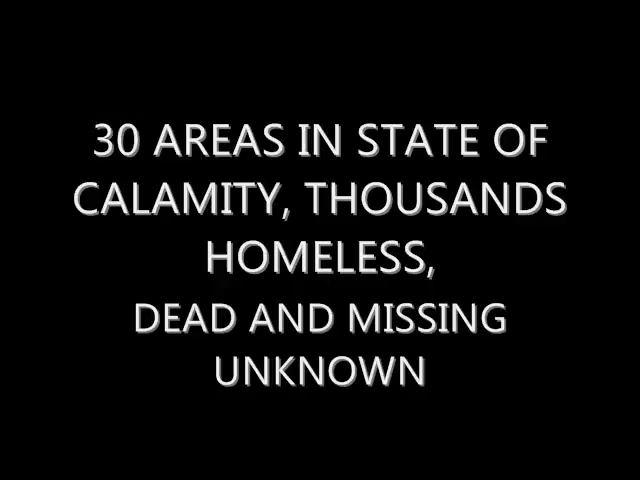 30 AREAS IN STATE OF
CALAMITY, THOUSANDS
HOMELESS,
DEAD AND MISSING
UNKNOWN